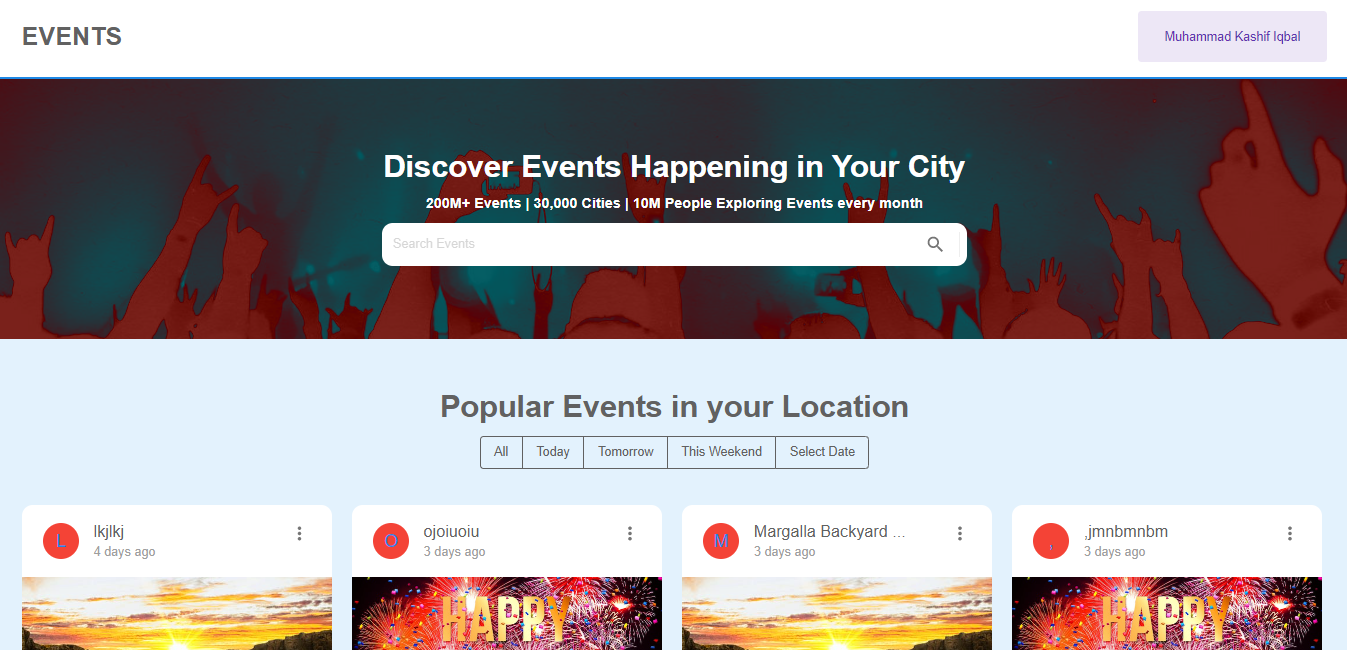 EVENTS
Muhammad Kashif Iqbal
Discover Events Happening in Your City
200M+ Events | 30,000 Cities | 10M People Exploring Events every month
Search Events
Popular Events in your Location
All Today Tomorrow This Weekend Select Date
L lkjlkj
4 days ago
O ojoiuoiu
3 days ago
M Margalla Backyard ...
3 days ago
, ,jmnbmnbm
3 days ago
HAPPY
HAPPY